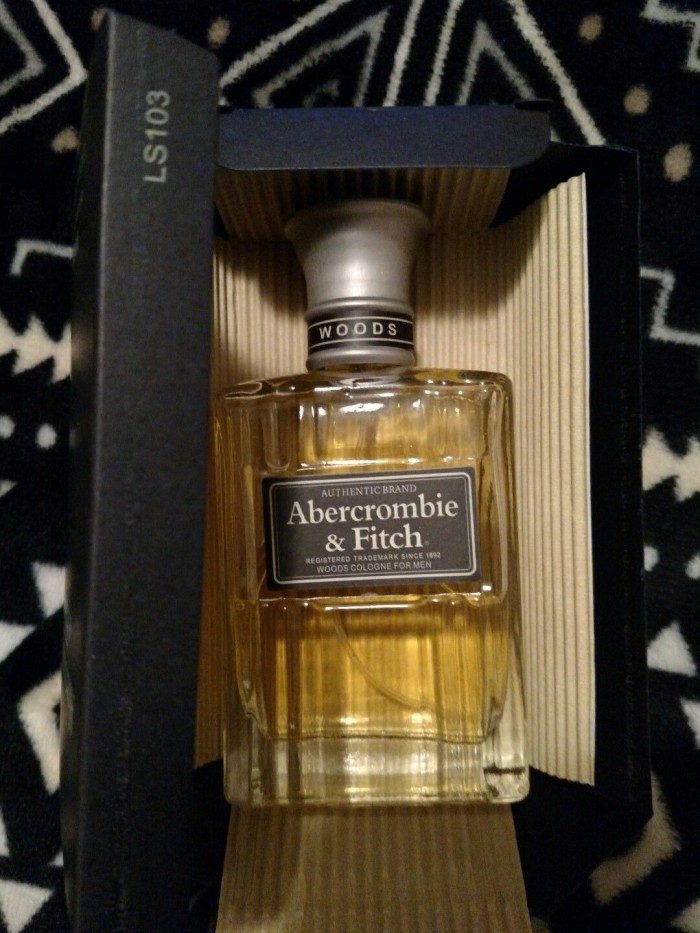 LS103
WOODS
AUTHENTIC BRAND
Abercrombie
& Fitch®
REGISTERED TRADEMARK SINCE 1892
WOODS COLOGNE FOR MEN